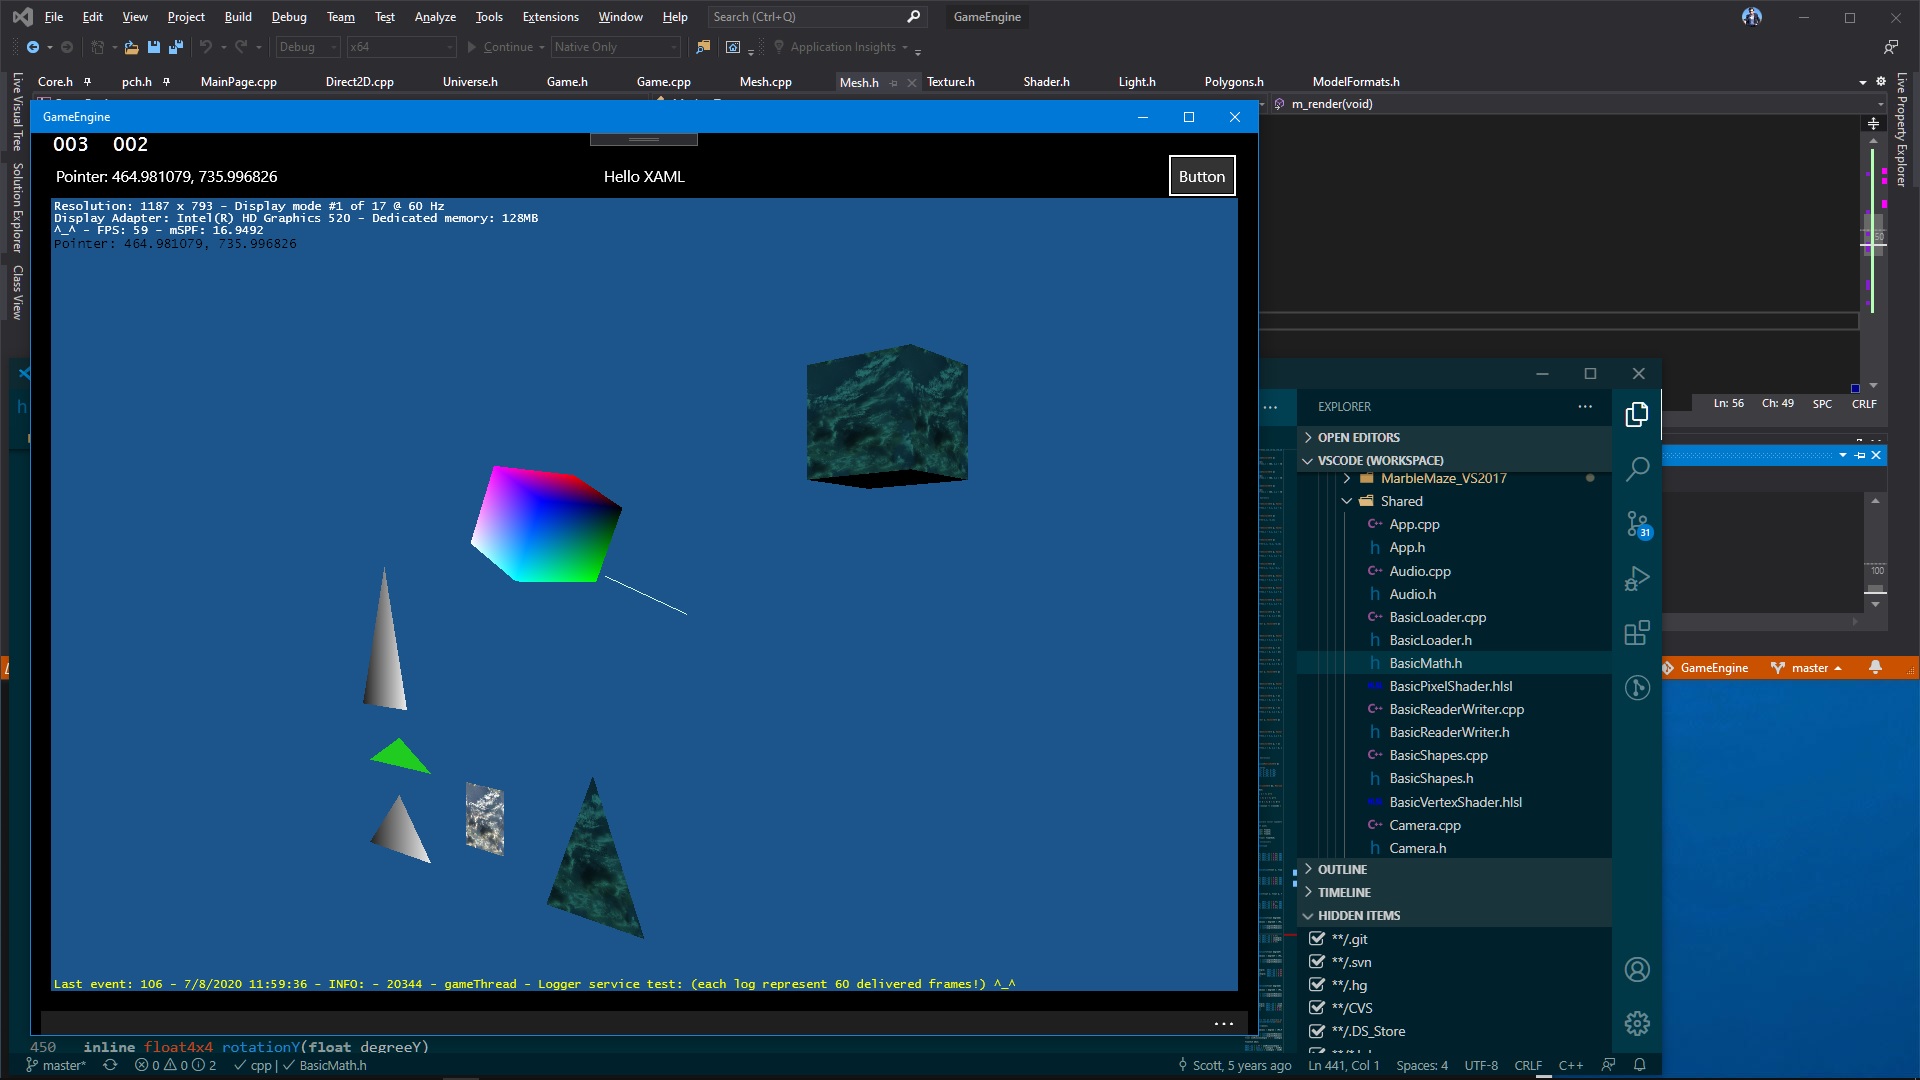 File Edit View Project Build Debug Team Test Analyze Tools Extensions Window Help Search (Ctrl+Q) GameEngine
Debug x64 Continue Native Only Application Insights
Core.h pch.h MainPage.cpp Direct2D.cpp Universe.h Game.h Game.cpp Mesh.cpp Mesh.h Texture.h Shader.h Light.h Polygons.h ModelFormats.h
m_render(void)
Live Visual Tree
Solution Explorer
Class View
Live Property Explorer
GameEngine
003 002
Pointer: 464.981079, 735.996826 Hello XAML Button
Resolution: 1187 x 793 - Display mode #1 of 17 @ 60 Hz
Display Adapter: Intel(R) HD Graphics 520 - Dedicated memory: 128MB
^_^ - FPS: 59 - mSPF: 16.9492
Pointer: 464.981079, 735.996826
Last event: 106 - 7/8/2020 11:59:36 - INFO: - 20344 - gameThread - Logger service test: (each log represent 60 delivered frames!) ^_^
...
Ln: 56 Ch: 49 SPC CRLF
EXPLORER
OPEN EDITORS
VSCODE (WORKSPACE)
MarbleMaze_VS2017
Shared
C++ App.cpp
h App.h
C++ Audio.cpp
h Audio.h
C++ BasicLoader.cpp
h BasicLoader.h
h BasicMath.h
BasicPixelShader.hlsl
C++ BasicReaderWriter.cpp
h BasicReaderWriter.h
C++ BasicShapes.cpp
h BasicShapes.h
BasicVertexShader.hlsl
C++ Camera.cpp
h Camera.h
OUTLINE
TIMELINE
HIDDEN ITEMS
**/.git
**/.svn
**/.hg
**/CVS
**/.DS_Store
31
100
GameEngine master
450 inline float4x4 rotationY(float degreeY)
master* 0 0 2 cpp | BasicMath.h Scott, 5 years ago Ln 441, Col 1 Spaces: 4 UTF-8 CRLF C++